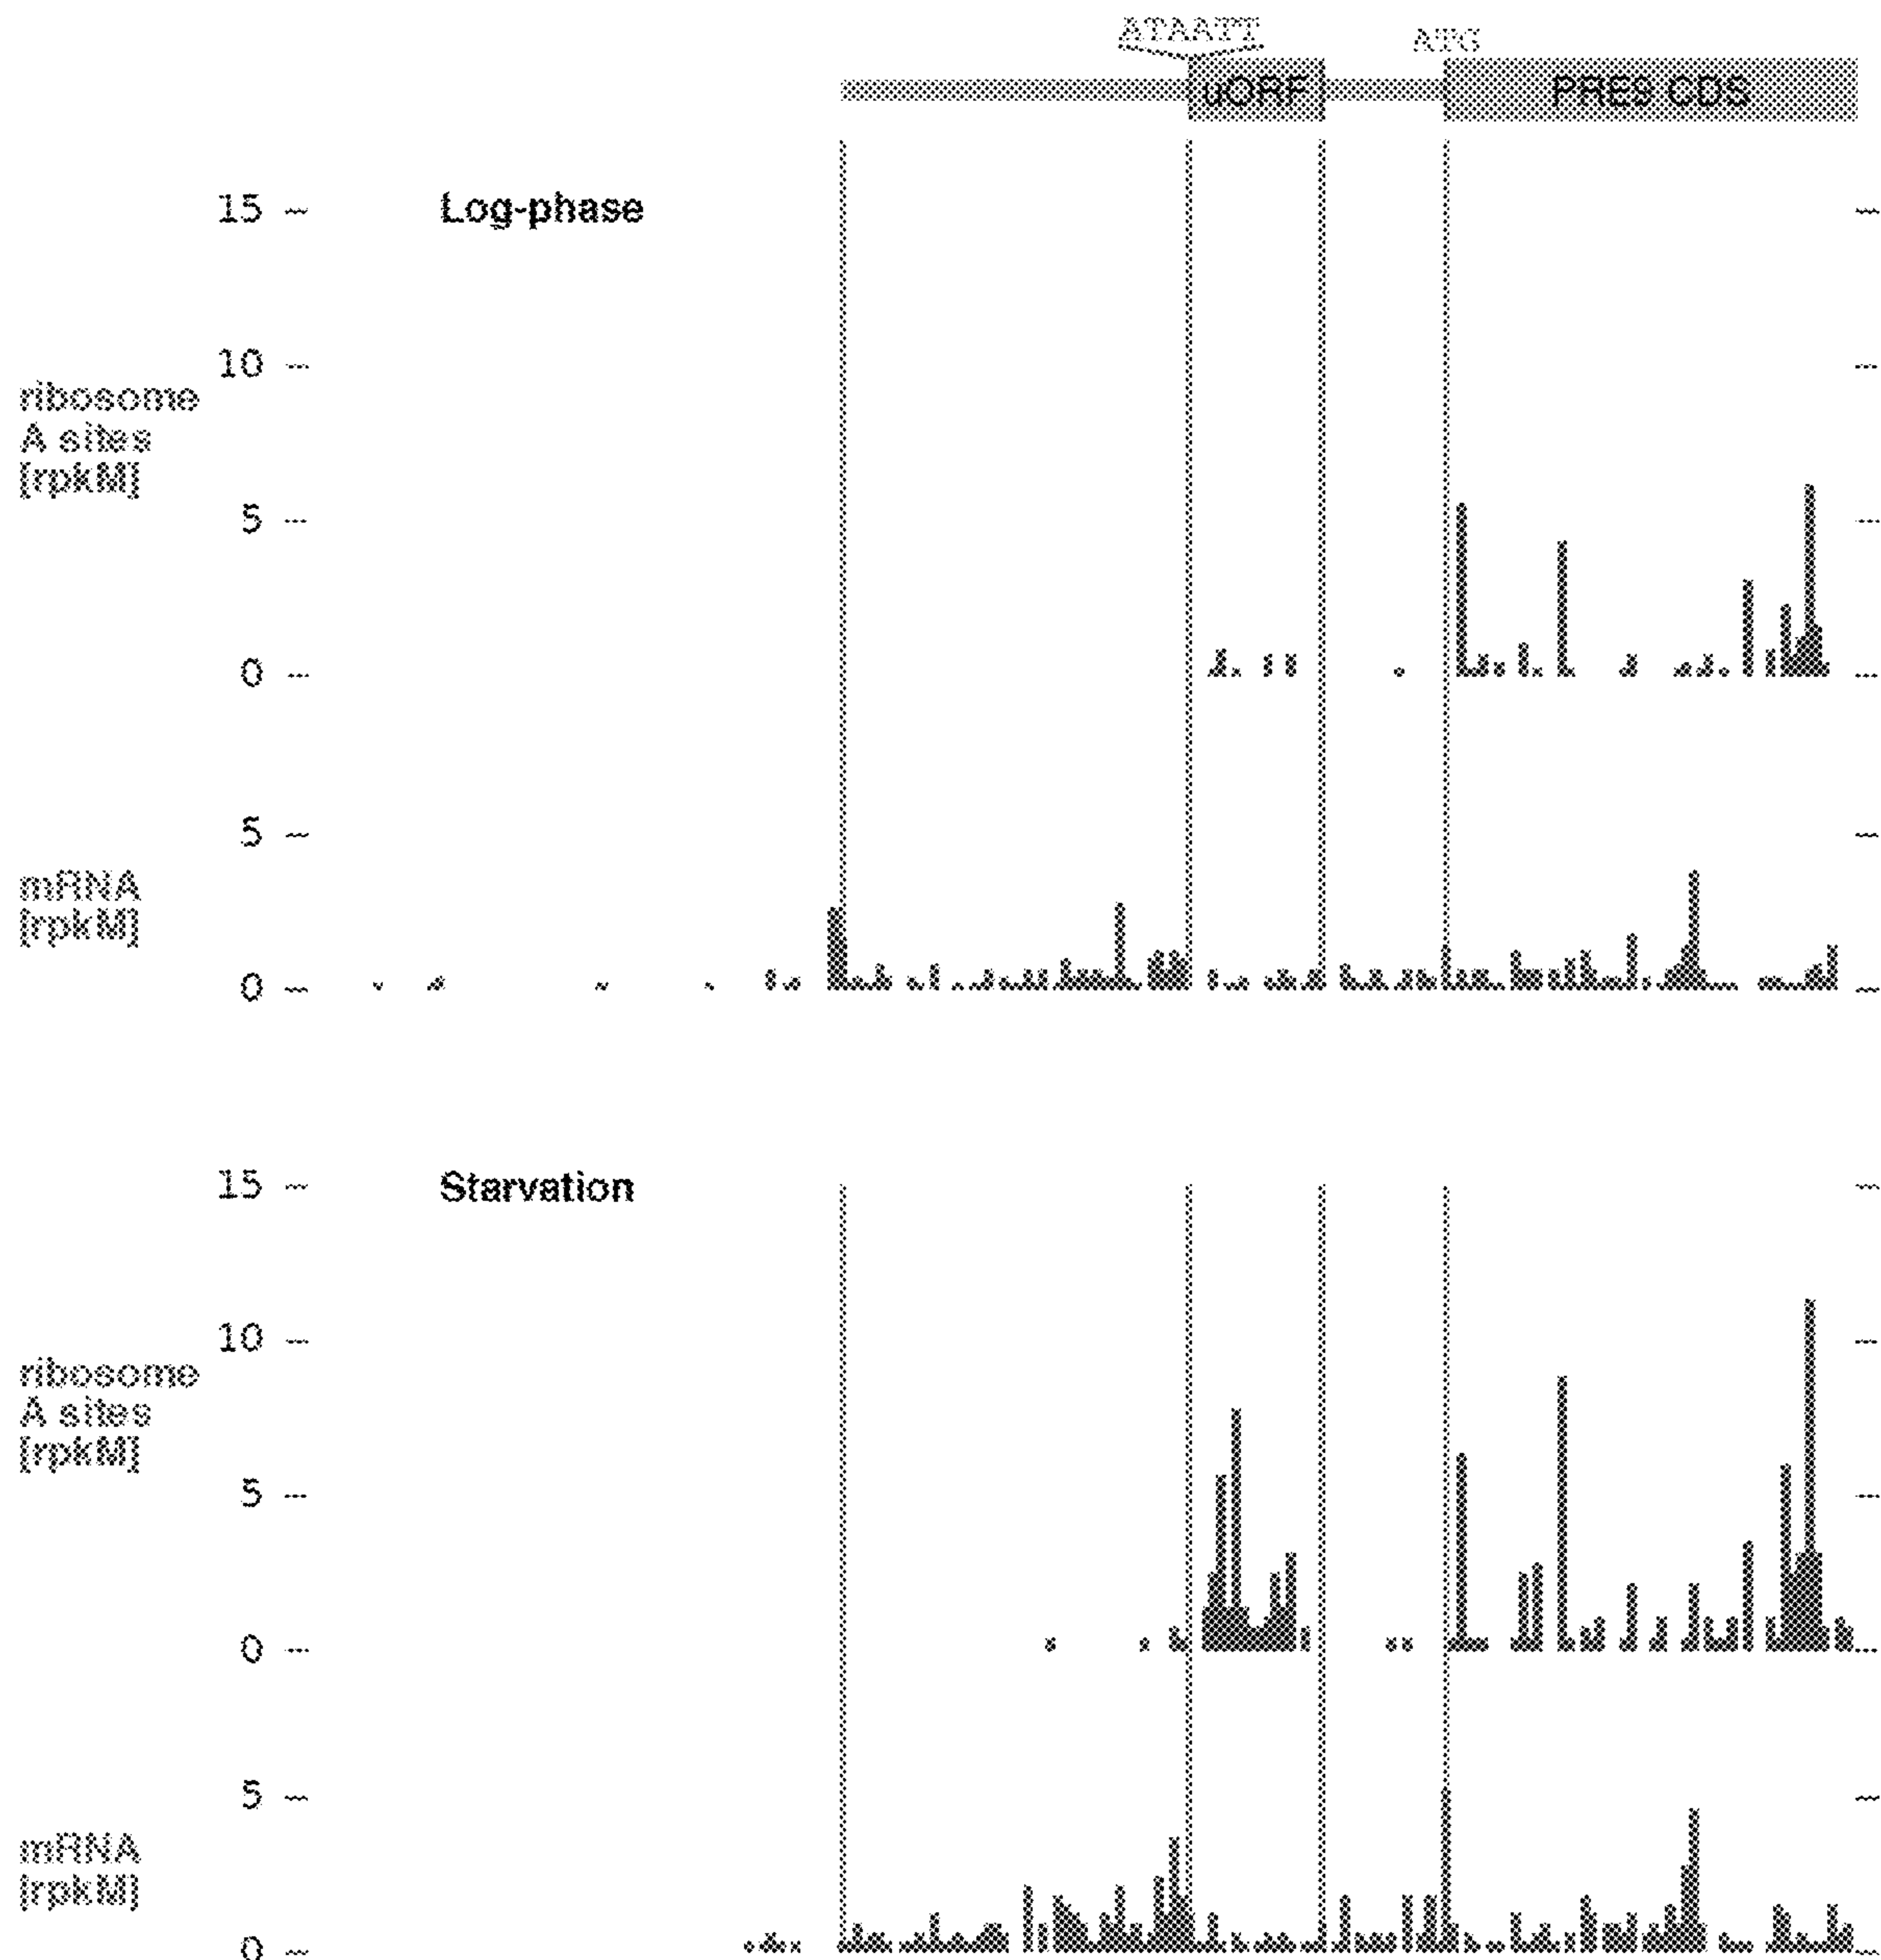 ATAATT
ATG
uORF
PRE9 CDS
15
Log-phase
10
ribosome
A sites
[rpkM]
5
0
5
mRNA
[rpkM]
0
15
Starvation
10
ribosome
A sites
[rpkM]
5
0
5
mRNA
[rpkM]
0